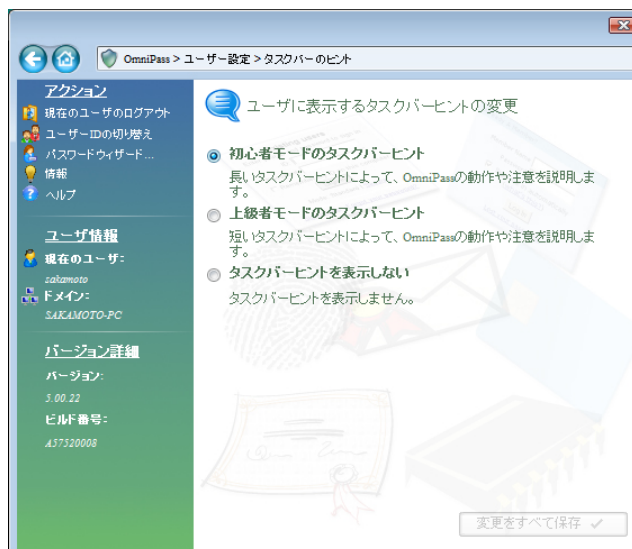 OmniPass > ユーザー設定 > タスクバーのヒント
アクション
現在のユーザのログアウト
ユーザーIDの切り替え
パスワードウィザード...
情報
ヘルプ
ユーザ情報
現在のユーザ:
sakamoto
ドメイン:
SAKAMOTO-PC
バージョン詳細
バージョン:
5.00.22
ビルド番号:
A57520008
ユーザに表示するタスクバーヒントの変更
初心者モードのタスクバーヒント
長いタスクバーヒントによって、OmniPassの動作や注意を説明しま
す。
上級者モードのタスクバーヒント
短いタスクバーヒントによって、OmniPassの動作や注意を説明しま
す。
タスクバーヒントを表示しない
タスクバーヒントを表示しません。
変更をすべて保存